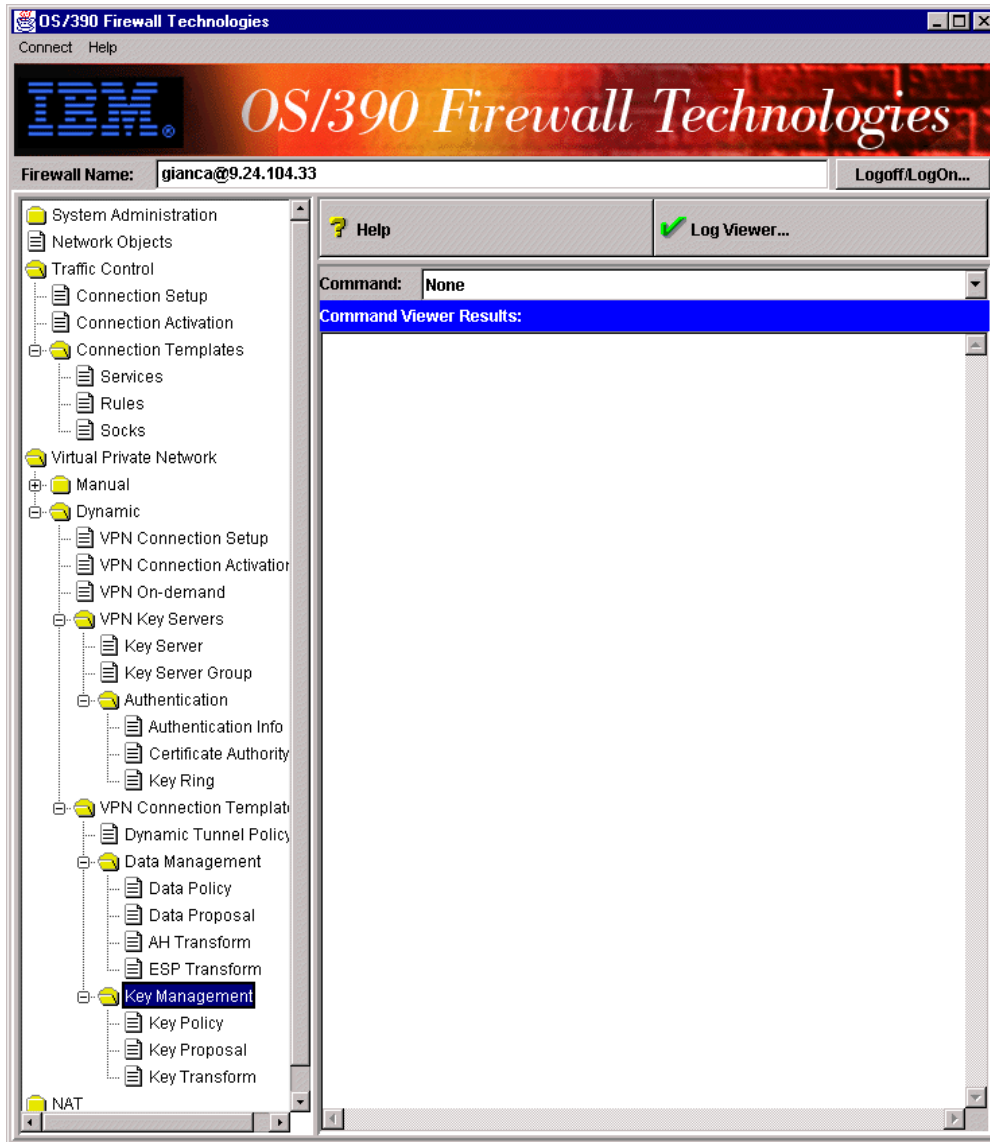 OS/390 Firewall Technologies
Connect Help
IBM® OS/390 Firewall Technologies
Firewall Name: gianca@9.24.104.33 Logoff/LogOn...
System Administration
Network Objects
Traffic Control
Connection Setup
Connection Activation
Connection Templates
Services
Rules
Socks
Virtual Private Network
Manual
Dynamic
VPN Connection Setup
VPN Connection Activation
VPN On-demand
VPN Key Servers
Key Server
Key Server Group
Authentication
Authentication Info
Certificate Authority
Key Ring
VPN Connection Templat
Dynamic Tunnel Policy
Data Management
Data Policy
Data Proposal
AH Transform
ESP Transform
Key Management
Key Policy
Key Proposal
Key Transform
NAT
Help
Log Viewer...
Command: None
Command Viewer Results: